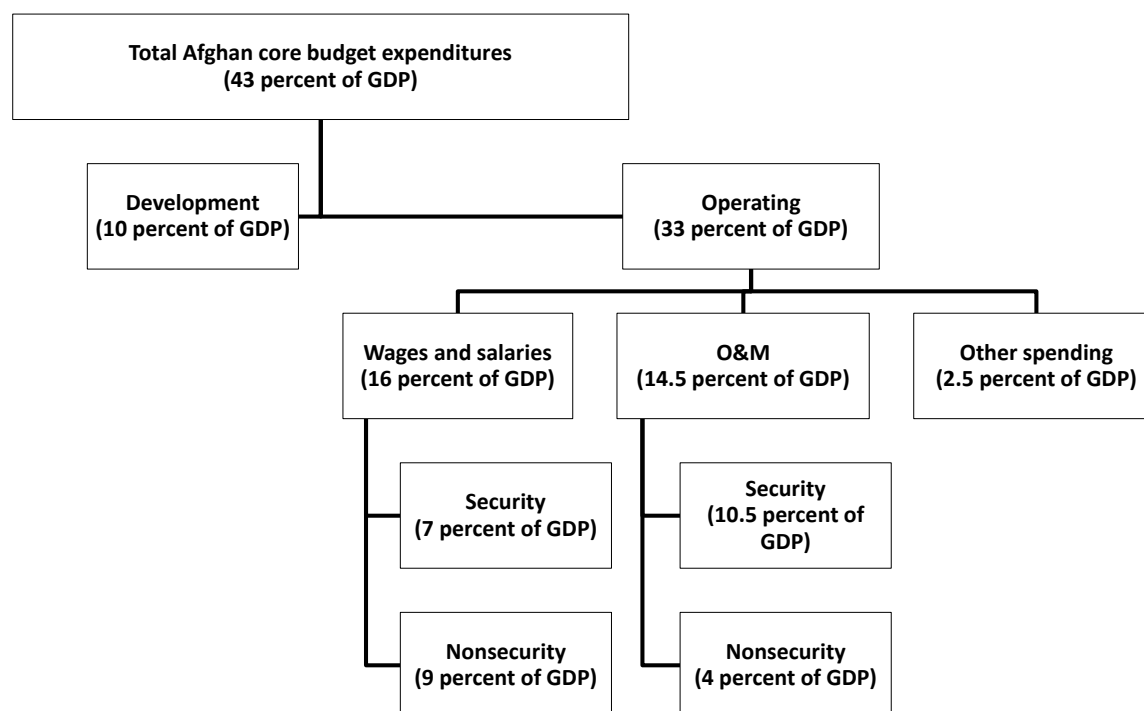 Total Afghan core budget expenditures
(43 percent of GDP)
Development
(10 percent of GDP)
Operating
(33 percent of GDP)
Wages and salaries
(16 percent of GDP)
O&M
(14.5 percent of GDP)
Other spending
(2.5 percent of GDP)
Security
(7 percent of GDP)
Security
(10.5 percent of
GDP)
Nonsecurity
(9 percent of GDP)
Nonsecurity
(4 percent of GDP)